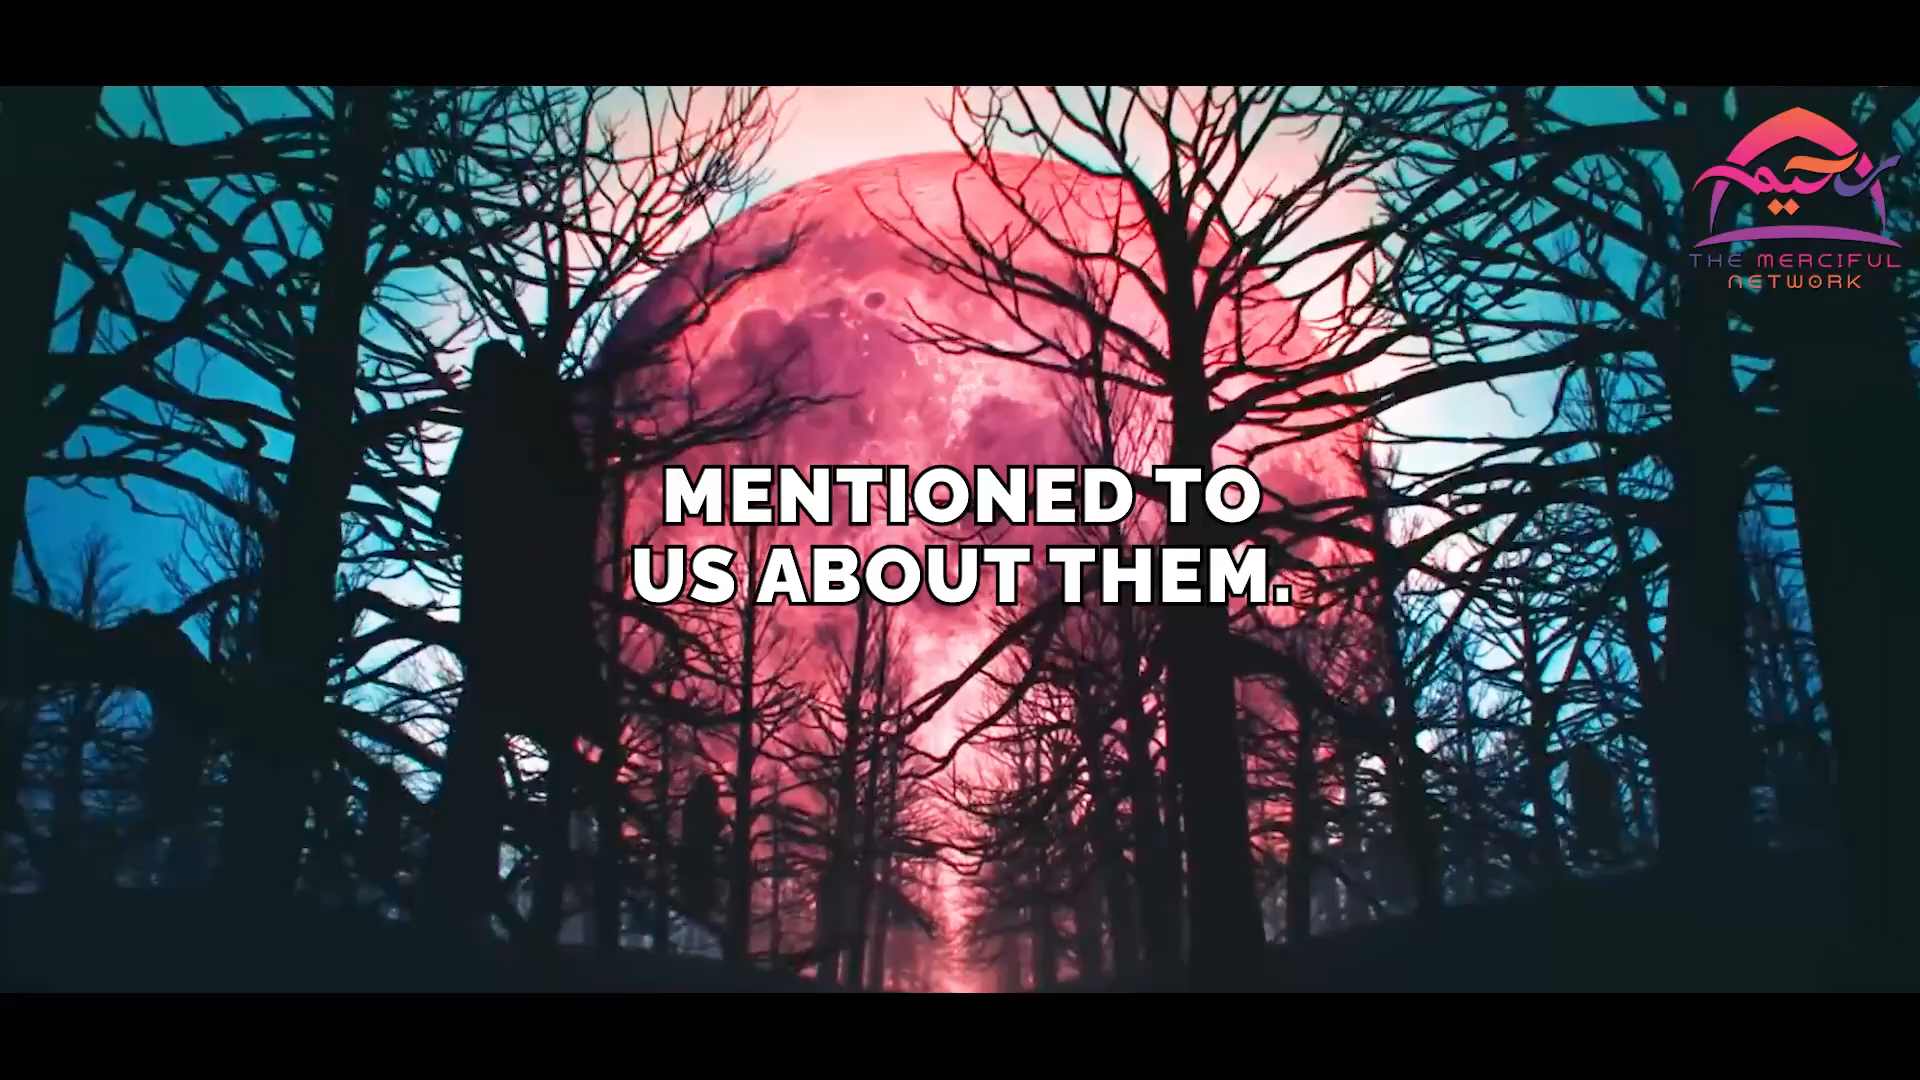 MENTIONED TO
US ABOUT THEM.
THE MERCIFUL
NETWORK